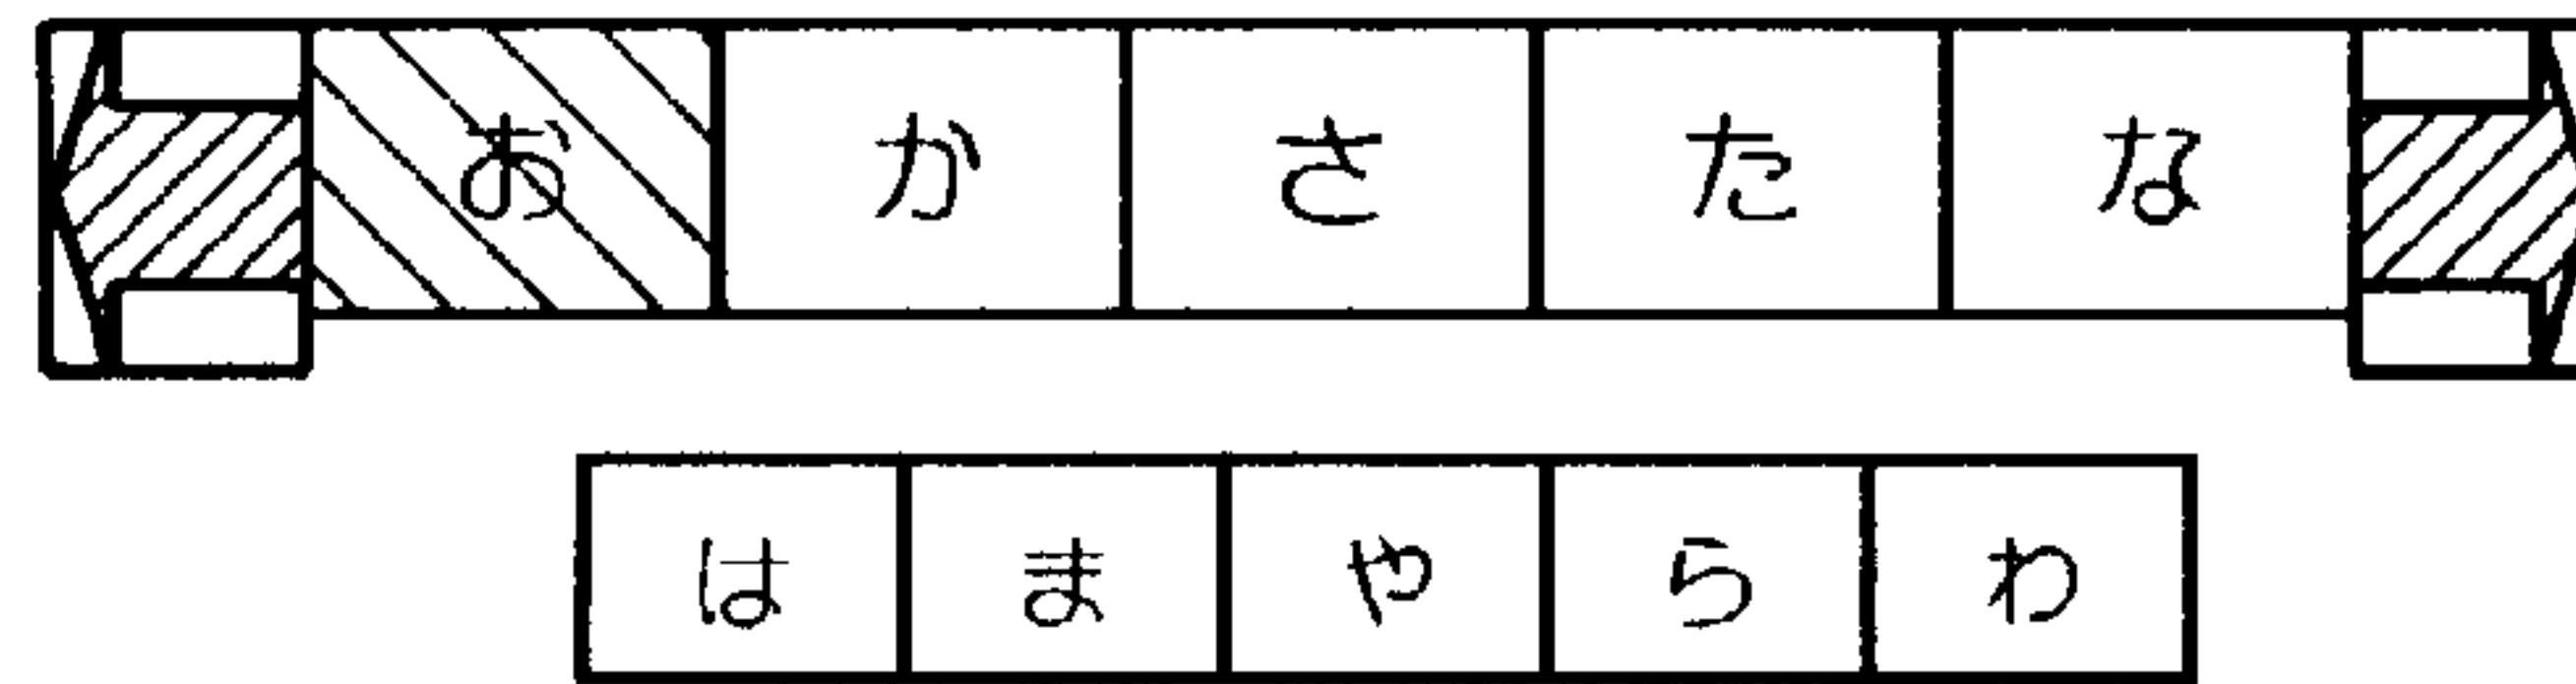 お か さ た な
は ま や ら わ